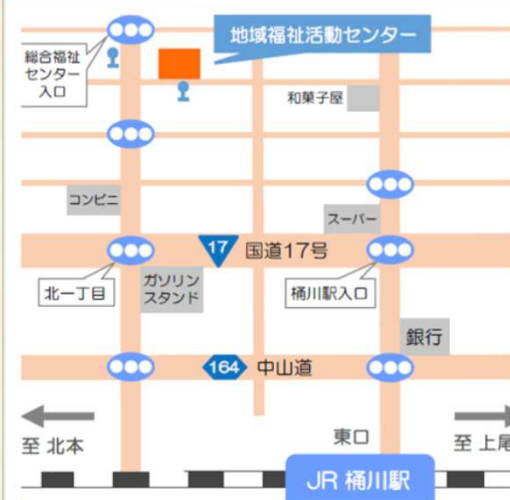 地域福祉活動センター
総合福祉
センター
入口
和菓子屋
コンビニ
スーパー
17
国道17号
北一丁目
ガソリン
スタンド
桶川駅入口
銀行
164
中山道
至 北本
東口
至 上尾
JR 桶川駅